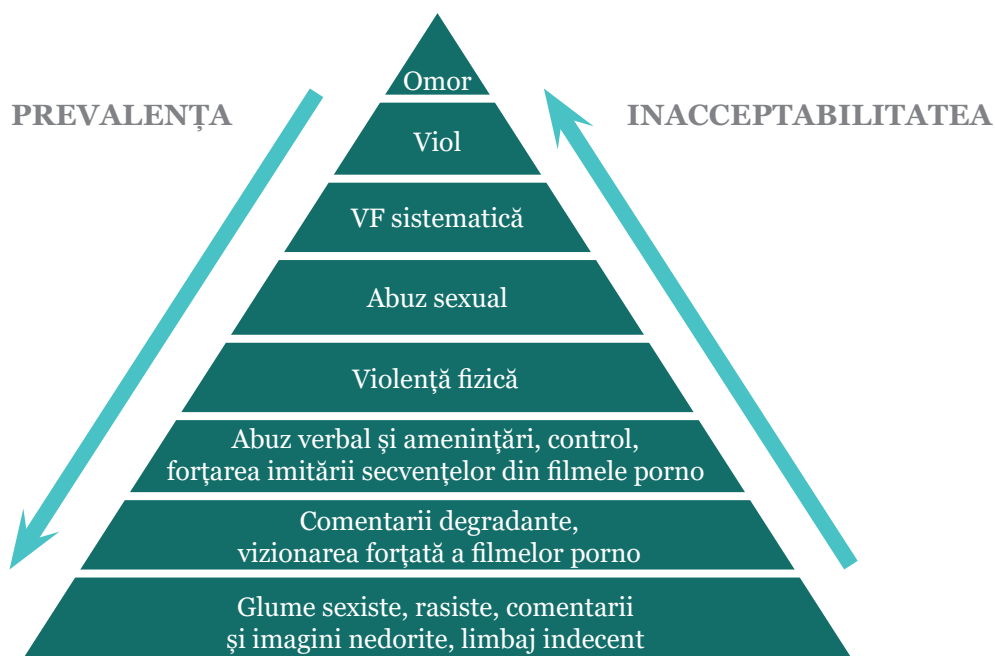 Omor
PREVALENȚA
INACCEPTABILITATEA
Viol
VF sistematică
Abuz sexual
Violență fizică
Abuz verbal și amenințări, control,
forțarea imitării secvențelor din filmele porno
Comentarii degradante,
vizionarea forțată a filmelor porno
Glume sexiste, rasiste, comentarii
și imagini nedorite, limbaj indecent